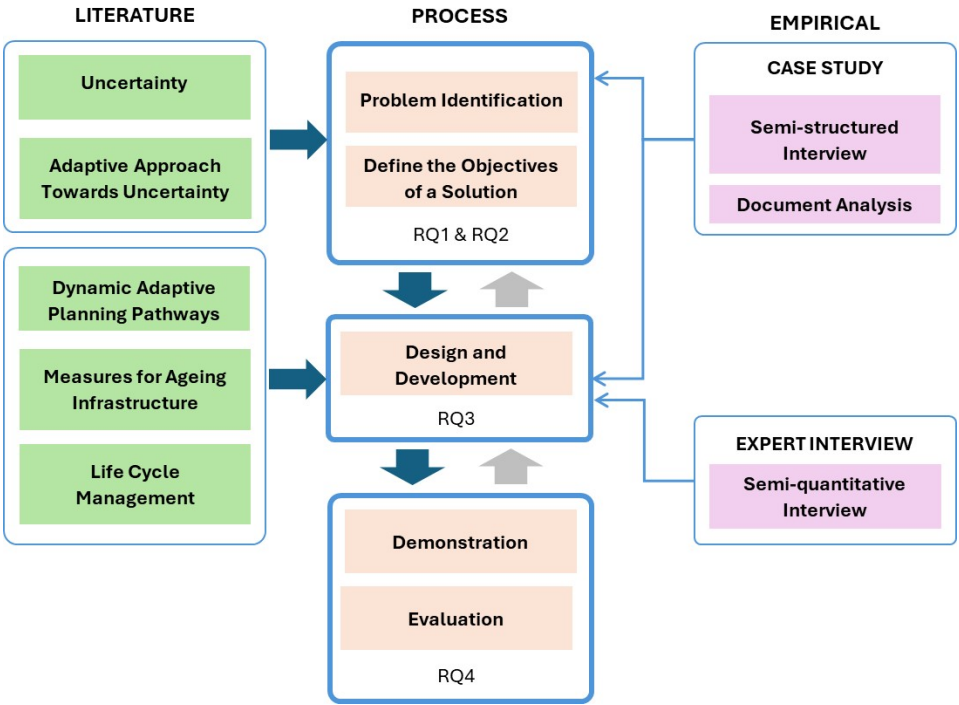 LITERATURE
Uncertainty
Adaptive Approach
Towards Uncertainty
Dynamic Adaptive
Planning Pathways
Measures for Ageing
Infrastructure
Life Cycle
Management
PROCESS
Problem Identification
Define the Objectives
of a Solution
RQ1 & RQ2
Design and
Development
RQ3
Demonstration
Evaluation
RQ4
EMPIRICAL
CASE STUDY
Semi-structured
Interview
Document Analysis
EXPERT INTERVIEW
Semi-quantitative
Interview